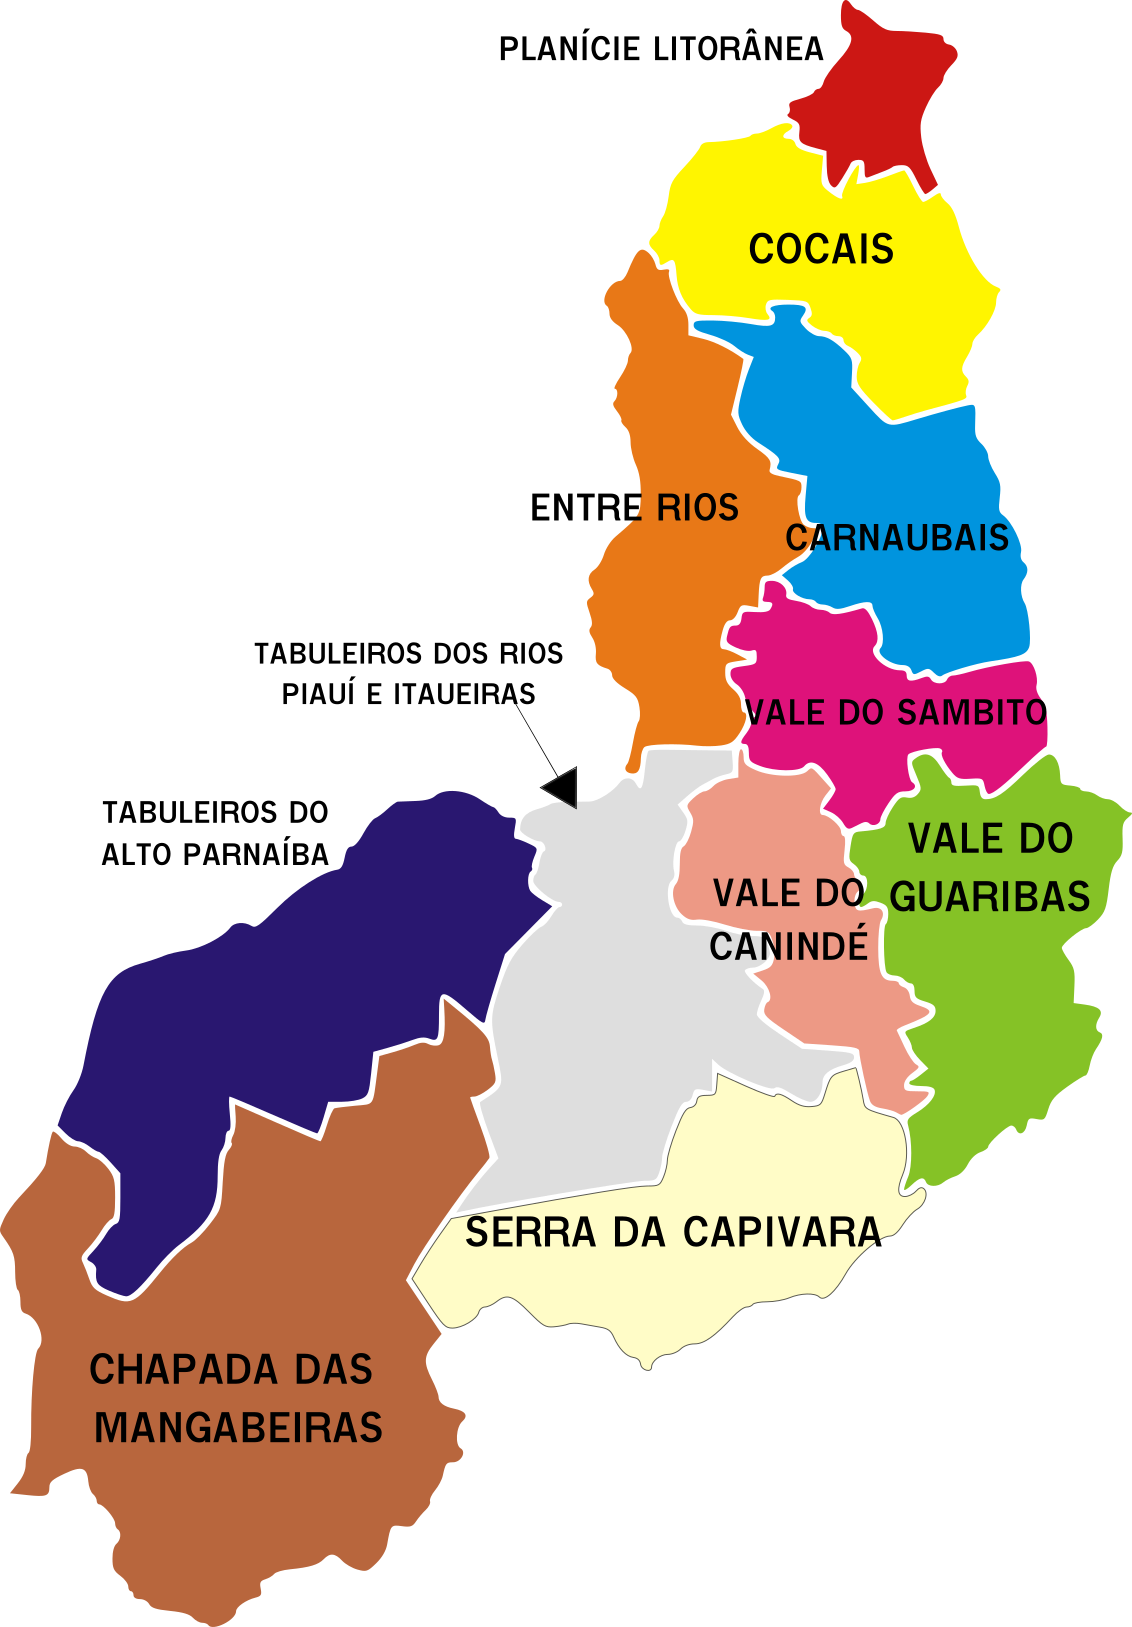 PLANÍCIE LITORÂNEA
COCAIS
ENTRE RIOS
CARNAUBAIS
TABULEIROS DOS RIOS
PIAUÍ E ITAUEIRAS
VALE DO SAMBITO
TABULEIROS DO
ALTO PARNAÍBA
VALE DO
GUARIBAS
VALE DO
CANINDÉ
SERRA DA CAPIVARA
CHAPADA DAS
MANGABEIRAS